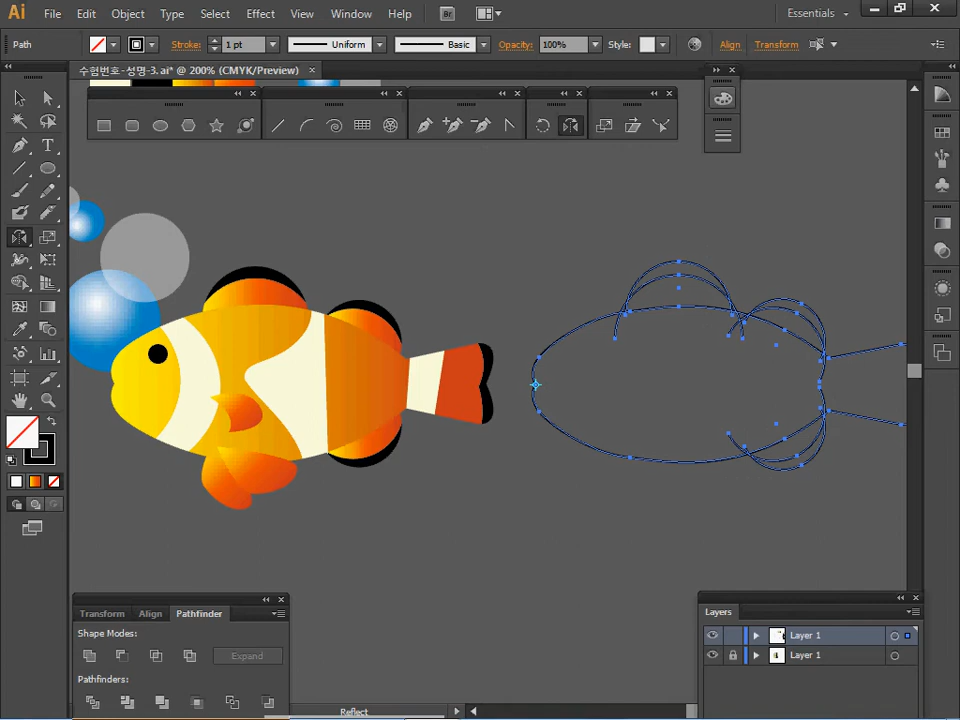 Ai File Edit Object Type Select Effect View Window Help Br Essentials
Path Stroke: 1 pt Uniform Basic Opacity: 100% Style: Align Transform
수험번호-성명-3.ai* @ 200% (CMYK/Preview)
Transform Align Pathfinder
Shape Modes:
Expand
Pathfinders:
Layers
Layer 1
Layer 1
Reflect